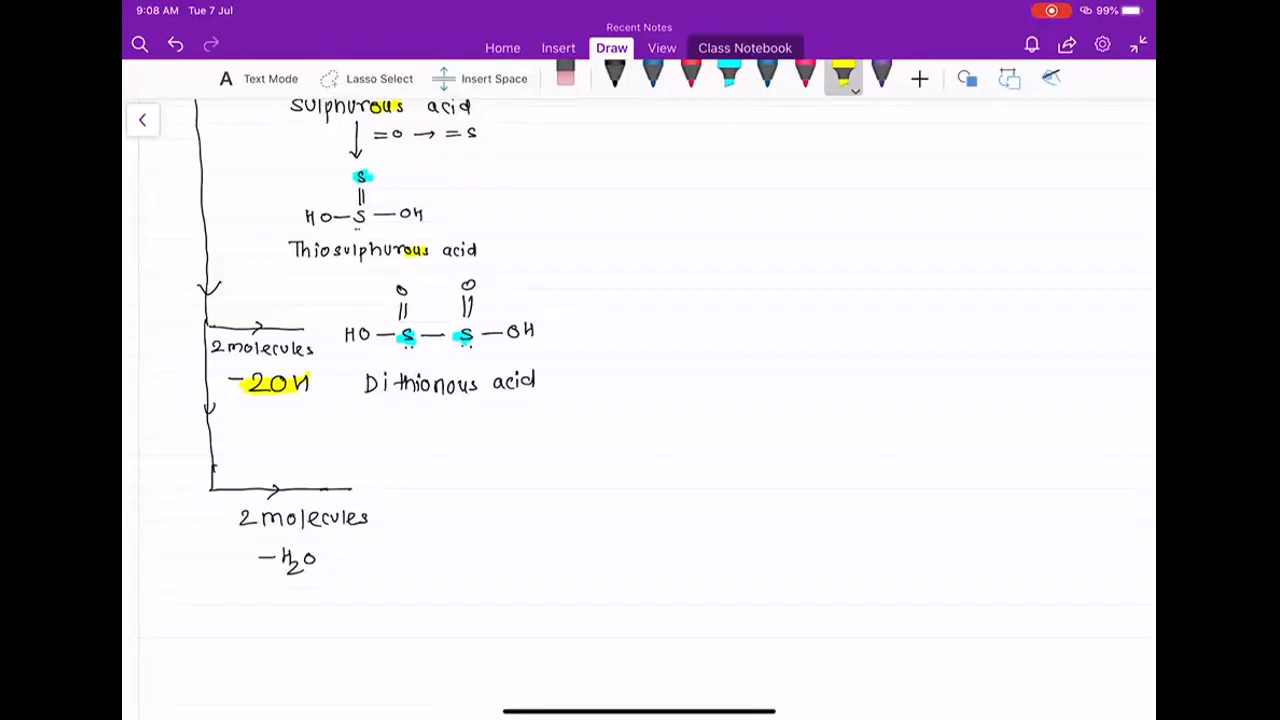 9:08 AM Tue 7 Jul
99%
Recent Notes
Home Insert Draw View Class Notebook
Text Mode Lasso Select Insert Space
Sulphurous acid
=O → =S
S
||
HO—S—OH
..
Thiosulphurous acid
O O
|| ||
HO—S—S—OH
.. ..
2 molecules
-2OH Dithionous acid
2 molecules
-H₂O